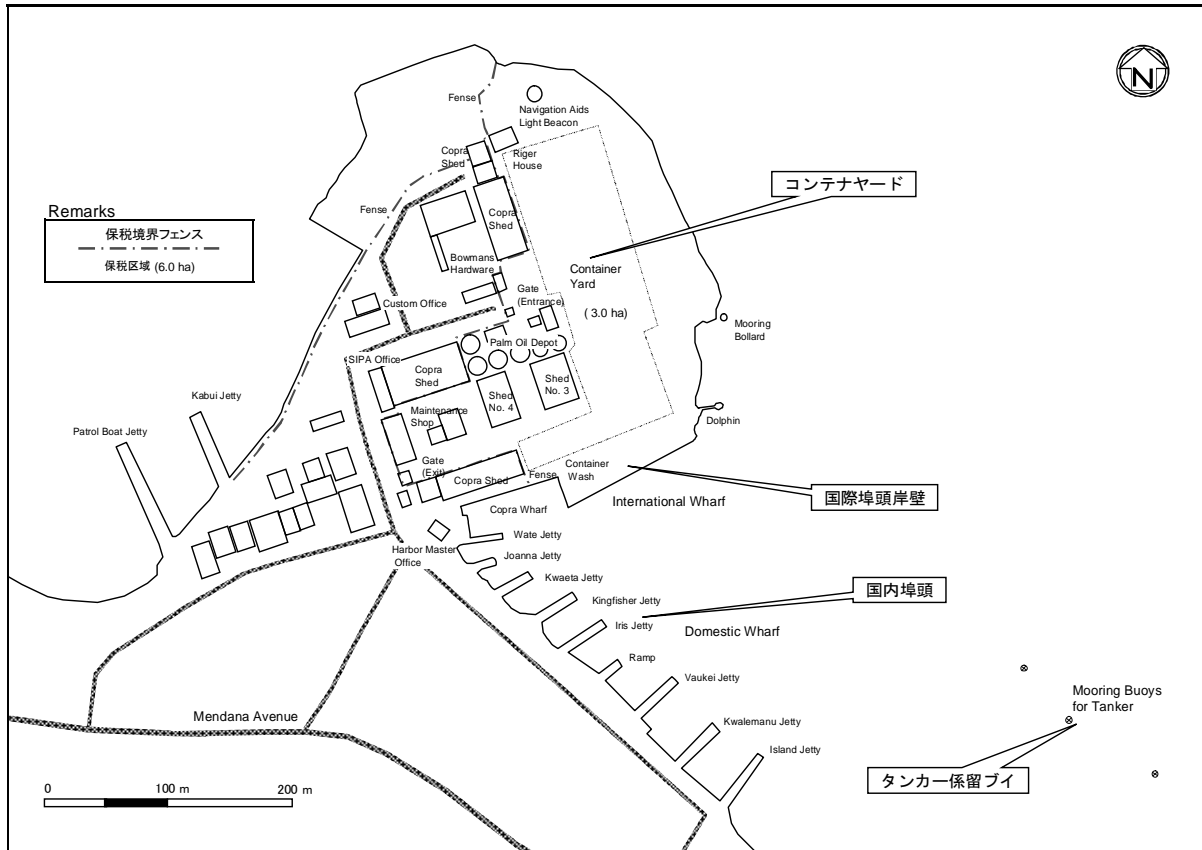 N
Fense
Navigation Aids
Light Beacon
Copra
Shed
Riger
House
コンテナヤード
Remarks
保税境界フェンス
保税区域 (6.0 ha)
Fense
Copra
Shed
Bowmans
Hardware
Container
Yard
( 3.0 ha)
Gate
(Entrance)
Custom Office
Mooring
Bollard
Palm Oil Depot
SIPA Office
Copra
Shed
Shed
No. 3
Shed
No. 4
Kabui Jetty
Maintenance
Shop
Dolphin
Patrol Boat Jetty
Gate
(Exit)
Copra Shed
Fense
Container
Wash
International Wharf
国際埠頭岸壁
Copra Wharf
Wate Jetty
Harbor Master
Office
Joanna Jetty
Kwaeta Jetty
国内埠頭
Kingfisher Jetty
Iris Jetty
Domestic Wharf
Ramp
Vaukei Jetty
Mooring Buoys
for Tanker
Mendana Avenue
Kwalemanu Jetty
Island Jetty
タンカー係留ブイ
0
100 m
200 m